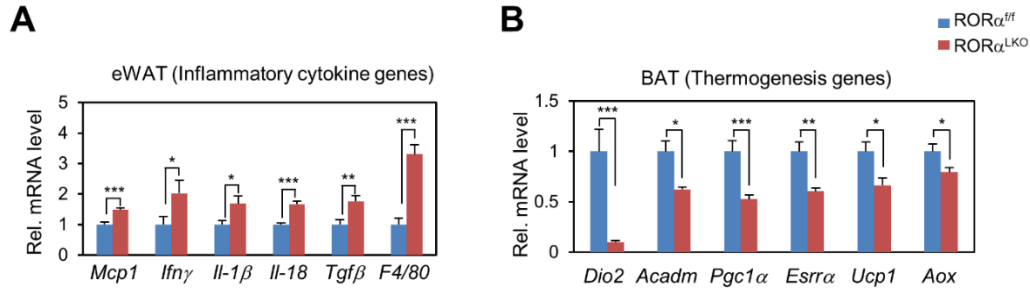 A
eWAT (Inflammatory cytokine genes)
Rel. mRNA level
5
4
3
2
1
0
***
*
*
***
**
***
Mcp1 Ifnγ Il-1β Il-18 Tgfβ F4/80
B
RORα^f/f
RORα^LKO
BAT (Thermogenesis genes)
Rel. mRNA level
1.5
1
0.5
0
***
*
***
**
*
*
Dio2 Acadm Pgc1α Esrrα Ucp1 Aox